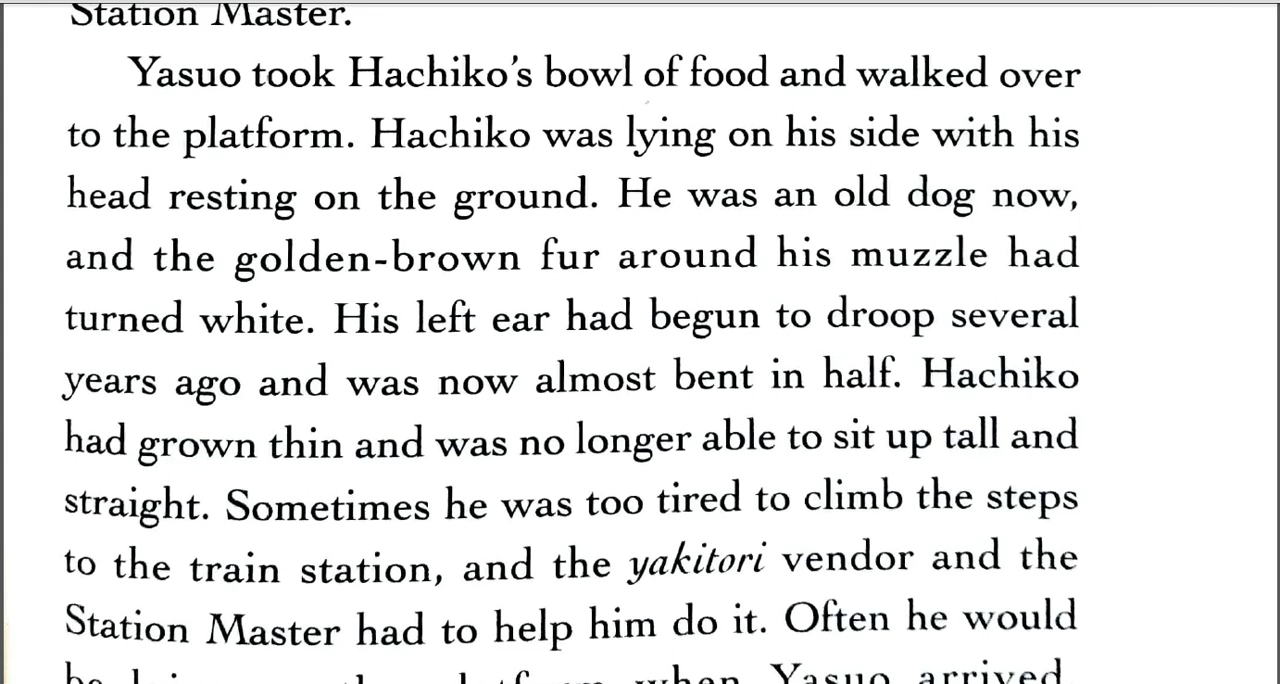 Station Master.
Yasuo took Hachiko’s bowl of food and walked over
to the platform. Hachiko was lying on his side with his
head resting on the ground. He was an old dog now,
and the golden-brown fur around his muzzle had
turned white. His left ear had begun to droop several
years ago and was now almost bent in half. Hachiko
had grown thin and was no longer able to sit up tall and
straight. Sometimes he was too tired to climb the steps
to the train station, and the yakitori vendor and the
Station Master had to help him do it. Often he would
when Yasuo arrived.